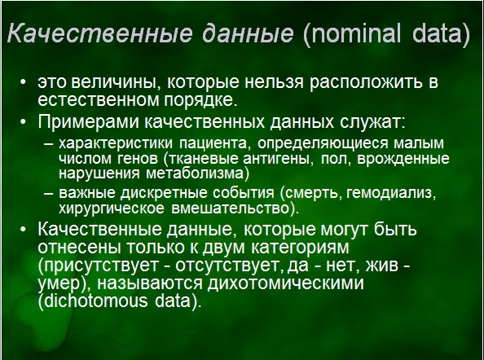 Качественные данные (nominal data)
• это величины, которые нельзя расположить в
естественном порядке.
• Примерами качественных данных служат:
– характеристики пациента, определяющиеся малым
числом генов (тканевые антигены, пол, врожденные
нарушения метаболизма)
– важные дискретные события (смерть, гемодиализ,
хирургическое вмешательство).
• Качественные данные, которые могут быть
отнесены только к двум категориям
(присутствует - отсутствует, да - нет, жив -
умер), называются дихотомическими
(dichotomous data).